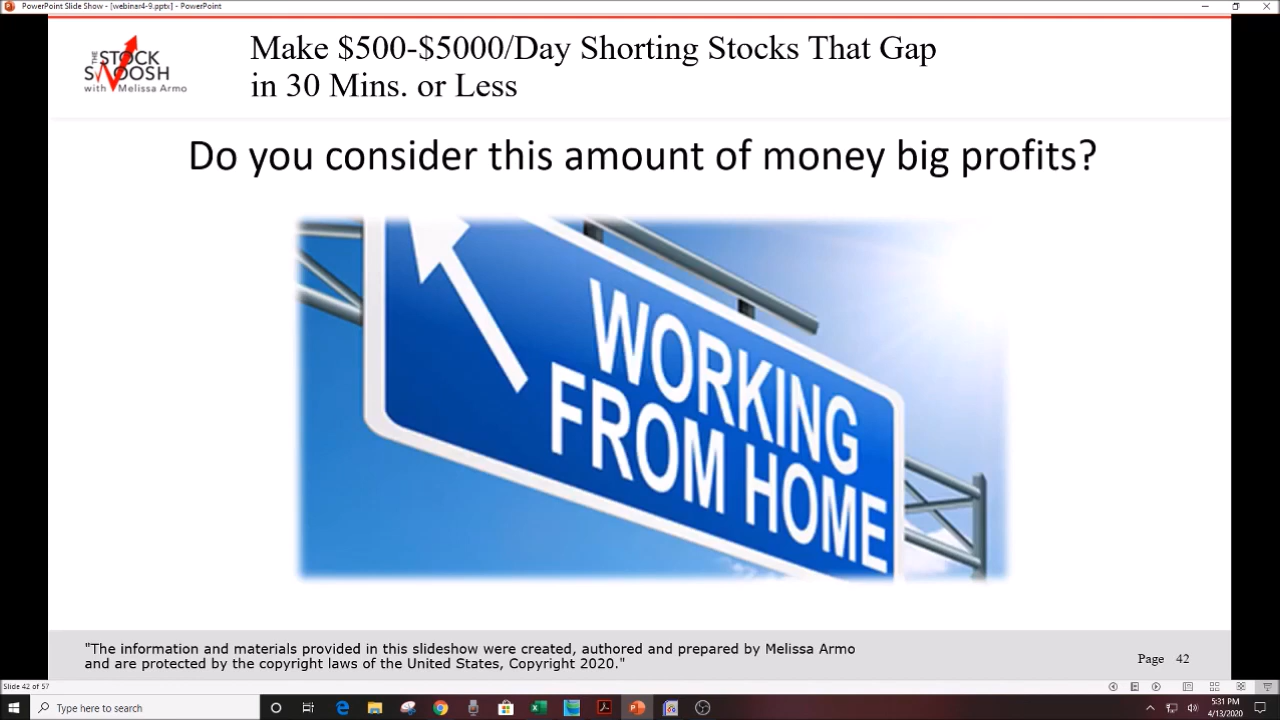 PowerPoint Slide Show - [webinar4-9.pptx] - PowerPoint
THE
STOCK
SWOOSH
with Melissa Armo
Make $500-$5000/Day Shorting Stocks That Gap
in 30 Mins. or Less
Do you consider this amount of money big profits?
WORKING
FROM HOME
"The information and materials provided in this slideshow were created, authored and prepared by Melissa Armo
and are protected by the copyright laws of the United States, Copyright 2020."
Page 42
Slide 42 of 57
Type here to search
5:31 PM
4/13/2020